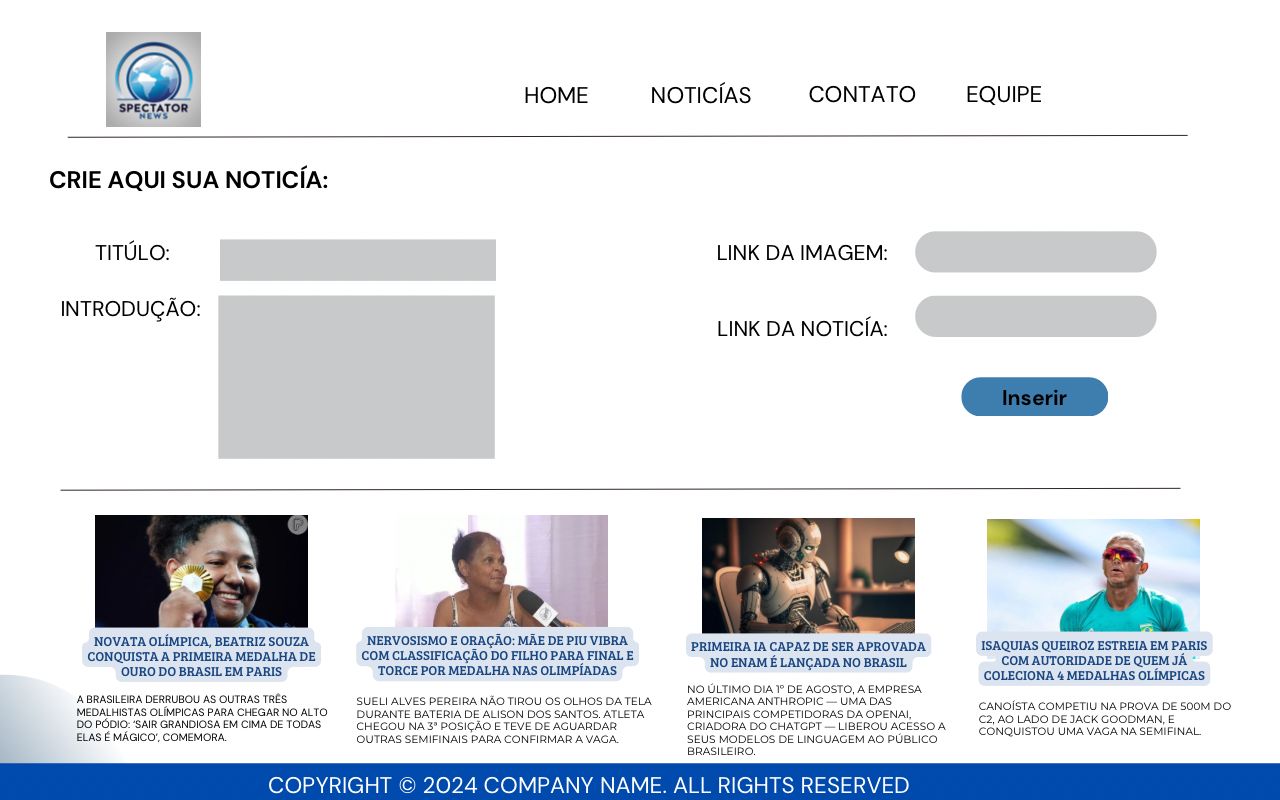 SPECTATOR
NEWS
HOME NOTICÍAS CONTATO EQUIPE
CRIE AQUI SUA NOTICÍA:
TITÚLO:
LINK DA IMAGEM:
INTRODUÇÃO:
LINK DA NOTICÍA:
Inserir
NOVATA OLÍMPICA, BEATRIZ SOUZA
CONQUISTA A PRIMEIRA MEDALHA DE
OURO DO BRASIL EM PARIS
A BRASILEIRA DERRUBOU AS OUTRAS TRÊS
MEDALHISTAS OLÍMPICAS PARA CHEGAR NO ALTO
DO PÓDIO: ‘SAIR GRANDIOSA EM CIMA DE TODAS
ELAS É MÁGICO’, COMEMORA.
NERVOSISMO E ORAÇÃO: MÃE DE PIU VIBRA
COM CLASSIFICAÇÃO DO FILHO PARA FINAL E
TORCE POR MEDALHA NAS OLIMPÍADAS
SUELI ALVES PEREIRA NÃO TIROU OS OLHOS DA TELA
DURANTE BATERIA DE ALISON DOS SANTOS. ATLETA
CHEGOU NA 3ª POSIÇÃO E TEVE DE AGUARDAR
OUTRAS SEMIFINAIS PARA CONFIRMAR A VAGA.
PRIMEIRA IA CAPAZ DE SER APROVADA
NO ENAM É LANÇADA NO BRASIL
NO ÚLTIMO DIA 1º DE AGOSTO, A EMPRESA
AMERICANA ANTHROPIC — UMA DAS
PRINCIPAIS COMPETIDORAS DA OPENAI,
CRIADORA DO CHATGPT — LIBEROU ACESSO A
SEUS MODELOS DE LINGUAGEM AO PÚBLICO
BRASILEIRO.
ISAQUIAS QUEIROZ ESTREIA EM PARIS
COM AUTORIDADE DE QUEM JÁ
COLECIONA 4 MEDALHAS OLÍMPICAS
CANOÍSTA COMPETIU NA PROVA DE 500M DO
C2, AO LADO DE JACK GOODMAN, E
CONQUISTOU UMA VAGA NA SEMIFINAL.
COPYRIGHT © 2024 COMPANY NAME. ALL RIGHTS RESERVED